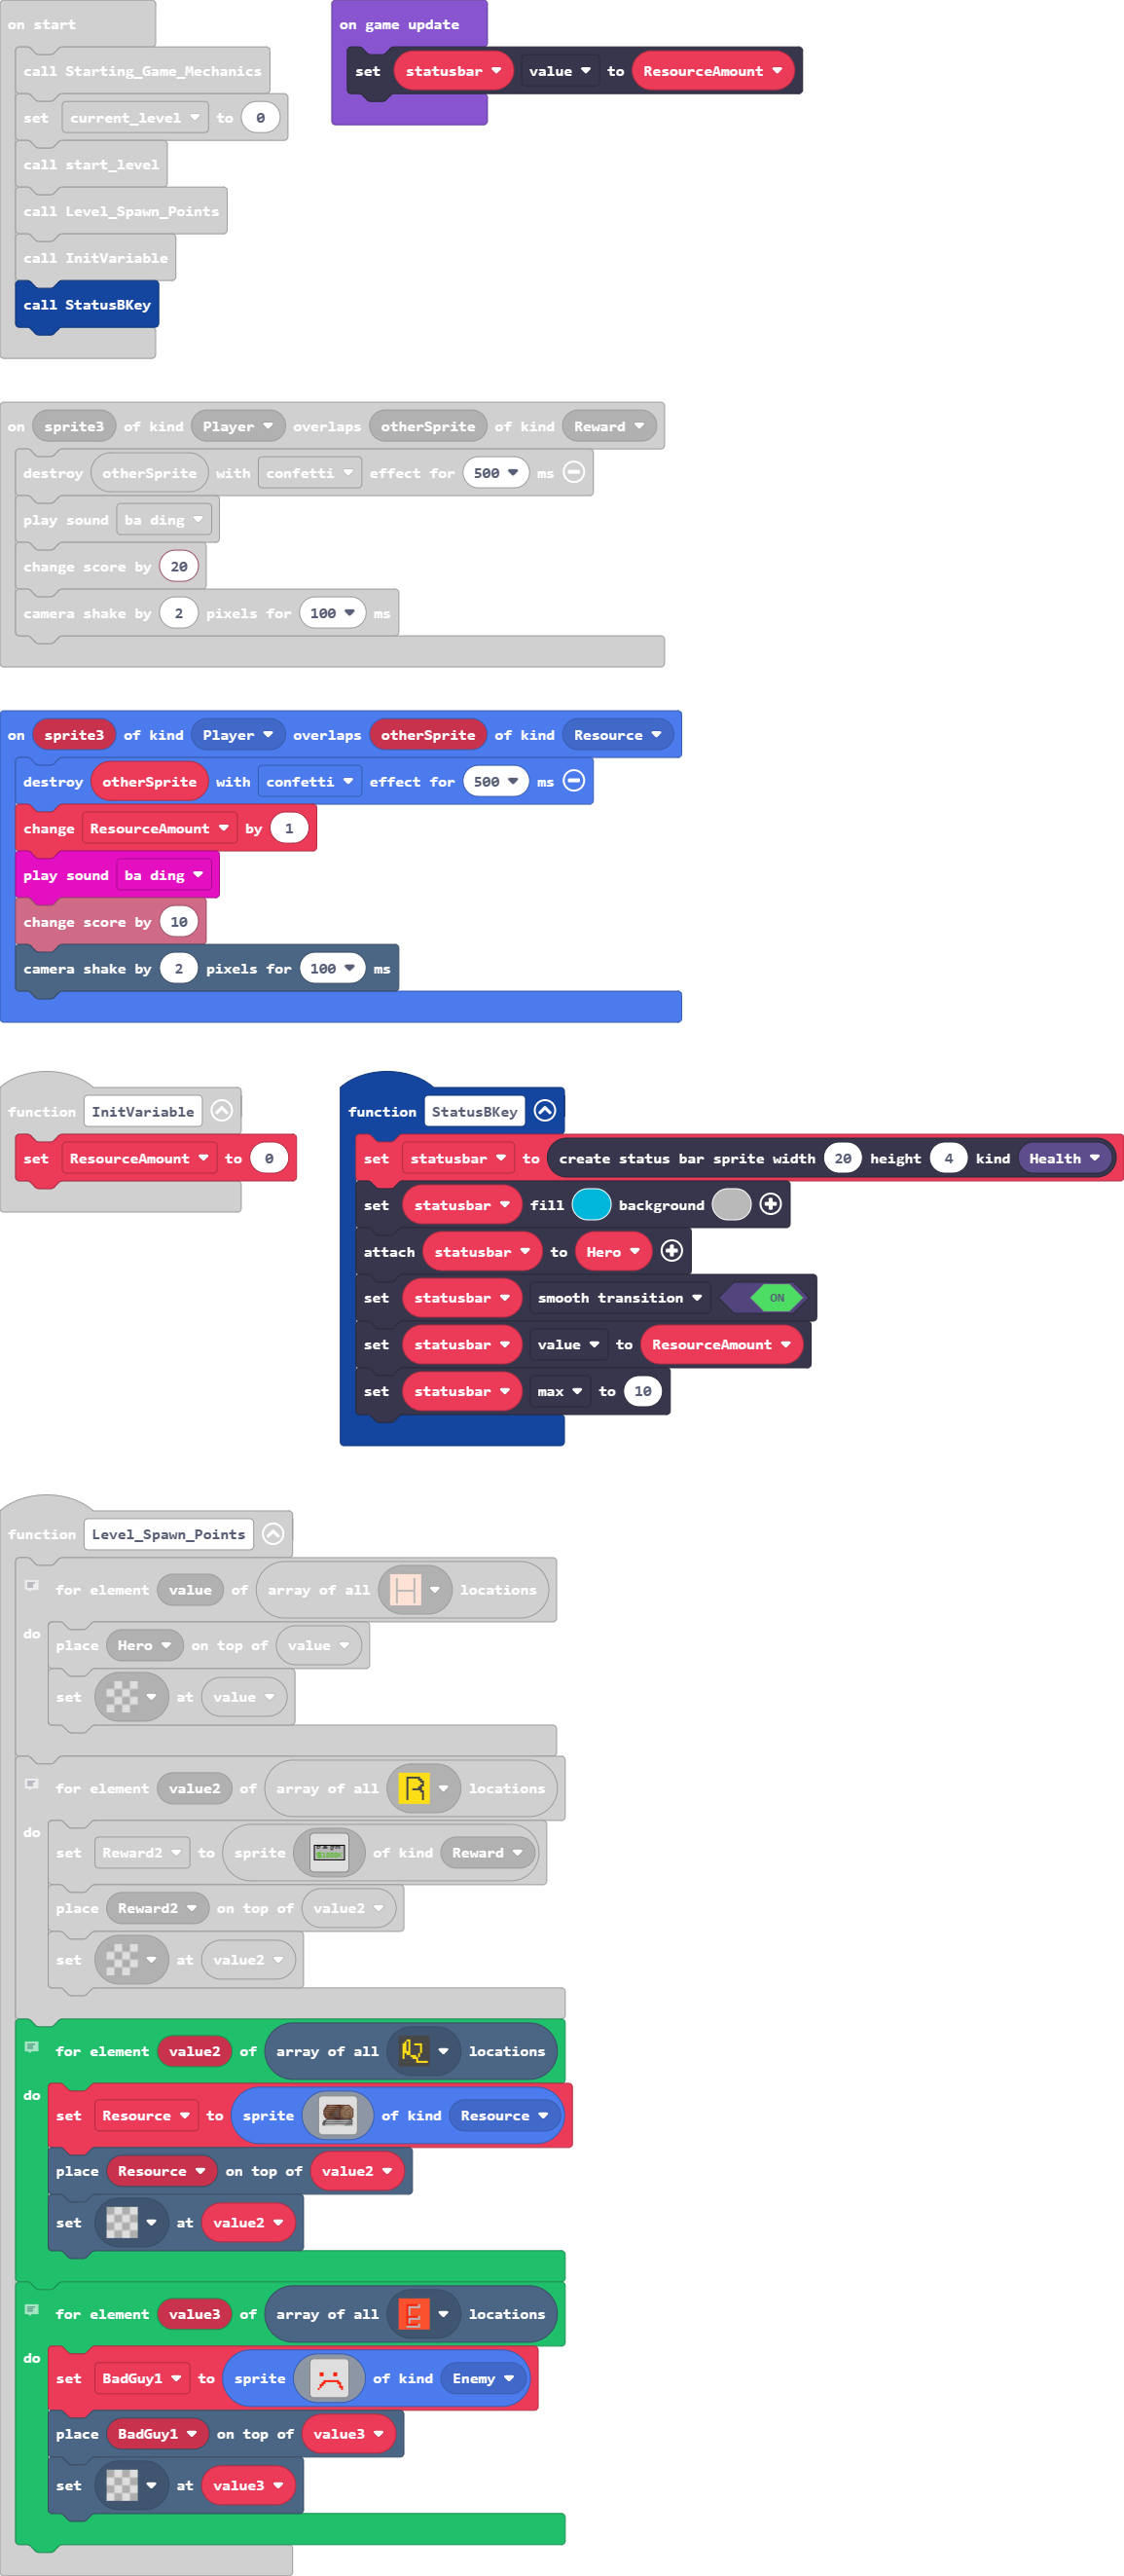 on start
call Starting_Game_Mechanics
set current_level to 0
call start_level
call Level_Spawn_Points
call InitVariable
call StatusBKey
on game update
set statusbar value to ResourceAmount
on sprite3 of kind Player overlaps otherSprite of kind Reward
destroy otherSprite with confetti effect for 500 ms
play sound ba ding
change score by 20
camera shake by 2 pixels for 100 ms
on sprite3 of kind Player overlaps otherSprite of kind Resource
destroy otherSprite with confetti effect for 500 ms
change ResourceAmount by 1
play sound ba ding
change score by 10
camera shake by 2 pixels for 100 ms
function InitVariable
set ResourceAmount to 0
function StatusBKey
set statusbar to create status bar sprite width 20 height 4 kind Health
set statusbar fill background
attach statusbar to Hero
set statusbar smooth transition ON
set statusbar value to ResourceAmount
set statusbar max to 10
function Level_Spawn_Points
for element value of array of all H locations
do
place Hero on top of value
set at value
for element value2 of array of all R locations
do
set Reward2 to sprite of kind Reward
place Reward2 on top of value2
set at value2
for element value2 of array of all locations
do
set Resource to sprite of kind Resource
place Resource on top of value2
set at value2
for element value3 of array of all E locations
do
set BadGuy1 to sprite of kind Enemy
place BadGuy1 on top of value3
set at value3